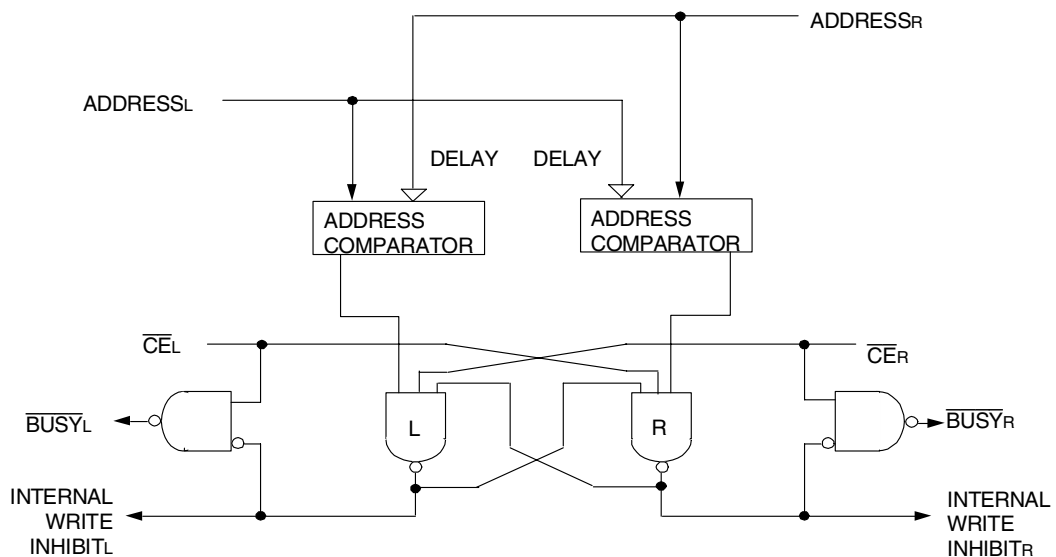 ADDRESSR
ADDRESSL
DELAY DELAY
ADDRESS
COMPARATOR
ADDRESS
COMPARATOR
CEL
CER
BUSYL
L
R
BUSYR
INTERNAL
WRITE
INHIBITL
INTERNAL
WRITE
INHIBITR